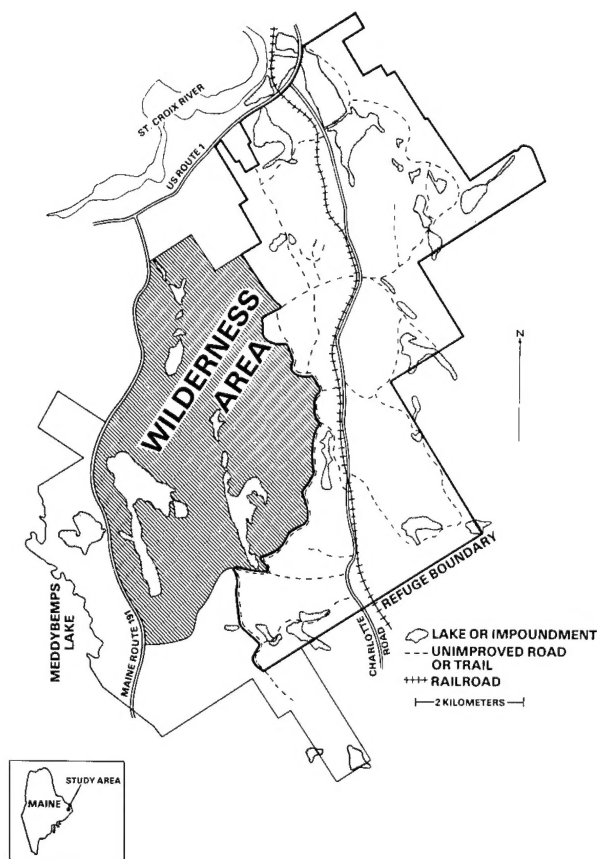 ST. CROIX RIVER
US ROUTE 1
WILDERNESS
AREA
N
MEDDYBEMPS
LAKE
MAINE ROUTE 191
CHARLOTTE
ROAD
REFUGE BOUNDARY
LAKE OR IMPOUNDMENT
UNIMPROVED ROAD
OR TRAIL
RAILROAD
2 KILOMETERS
STUDY AREA
MAINE